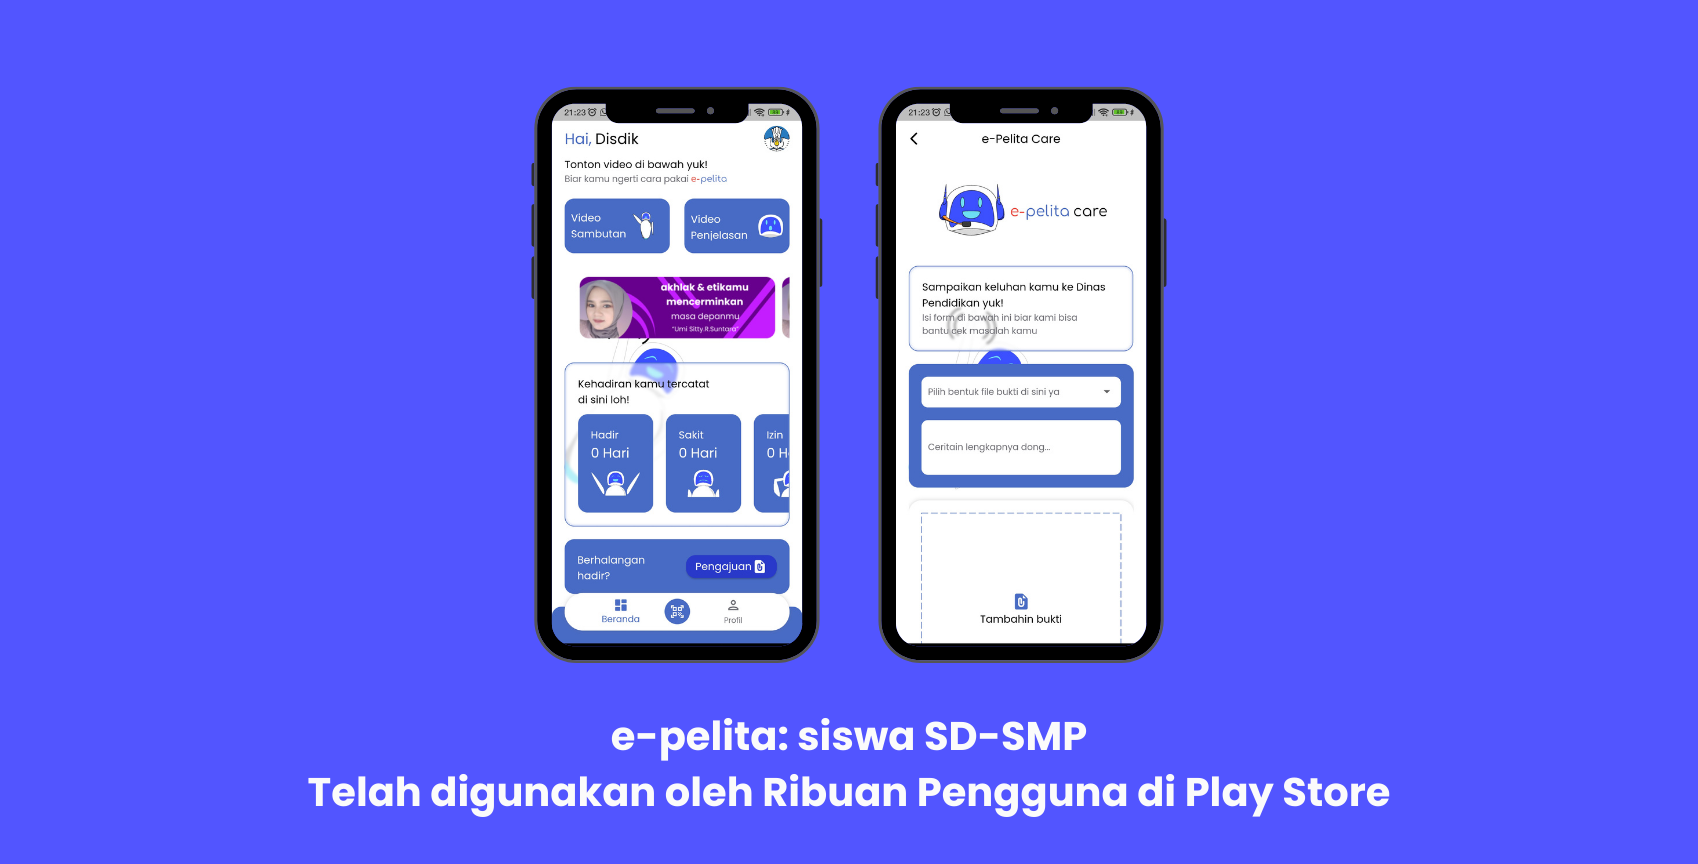 21:23
Hai, Disdik
Tonton video di bawah yuk!
Biar kamu ngerti cara pakai e-pelita
Video
Sambutan
Video
Penjelasan
akhlak & etikamu
mencerminkan
masa depanmu
"Umi Sitty.R.Suntara"
Kehadiran kamu tercatat
di sini loh!
Hadir
0 Hari
Sakit
0 Hari
Izin
0 H
Berhalangan
hadir?
Pengajuan
Beranda
Profil
21:23
e-Pelita Care
e-pelita care
Sampaikan keluhan kamu ke Dinas
Pendidikan yuk!
Isi form di bawah ini biar kami bisa
bantu cek masalah kamu
Pilih bentuk file bukti di sini ya
Ceritain lengkapnya dong...
Tambahin bukti
e-pelita: siswa SD-SMP
Telah digunakan oleh Ribuan Pengguna di Play Store